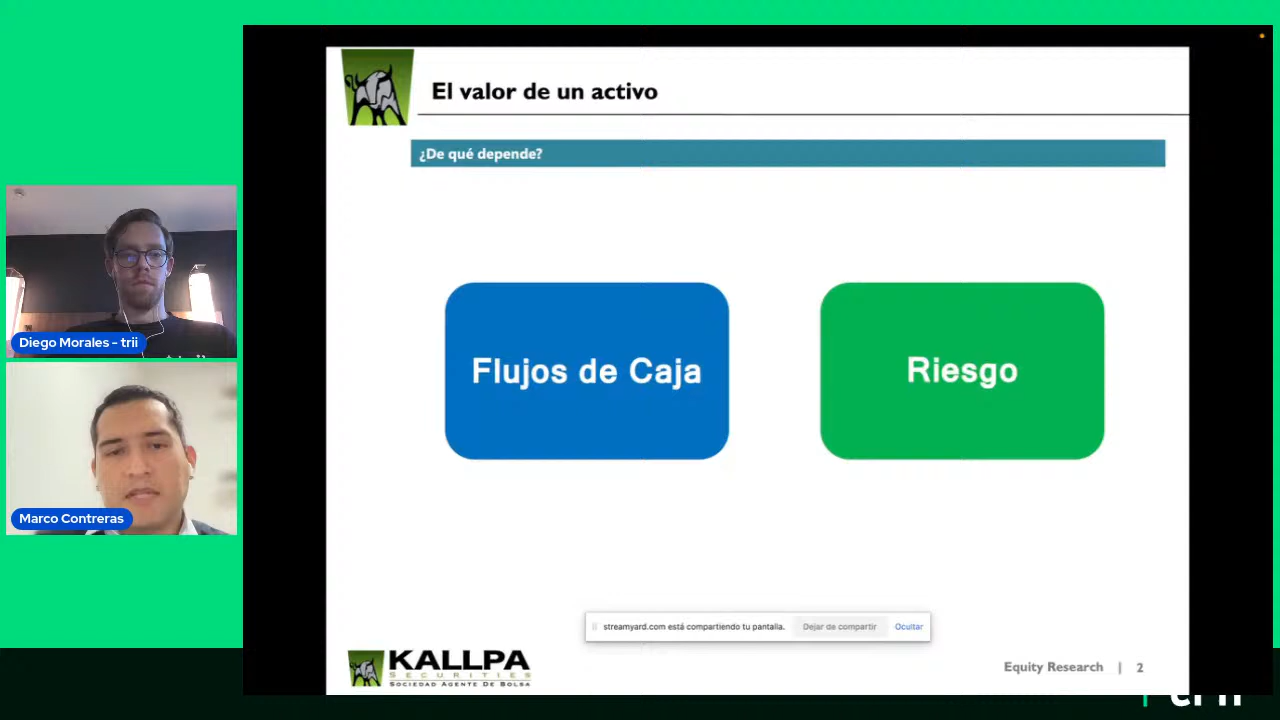 El valor de un activo
¿De qué depende?
Flujos de Caja
Riesgo
Diego Morales - trii
Marco Contreras
streamyard.com está compartiendo tu pantalla.
Dejar de compartir
Ocultar
KALLPA
SECURITIES
SOCIEDAD AGENTE DE BOLSA
Equity Research | 2